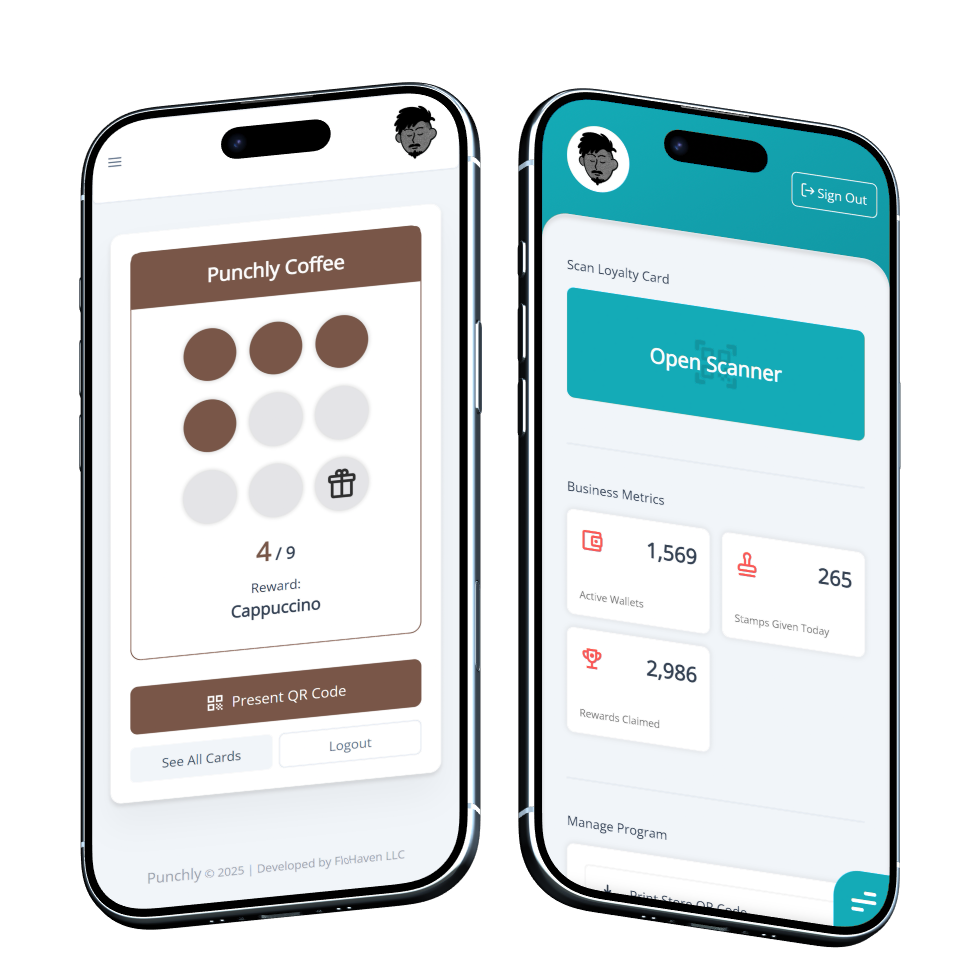 Punchly Coffee
4 / 9
Reward:
Cappuccino
Present QR Code
See All Cards
Logout
Punchly © 2025 | Developed by FloHaven LLC
Sign Out
Scan Loyalty Card
Open Scanner
Business Metrics
1,569
Active Wallets
265
Stamps Given Today
2,986
Rewards Claimed
Manage Program
Print Store QR Code